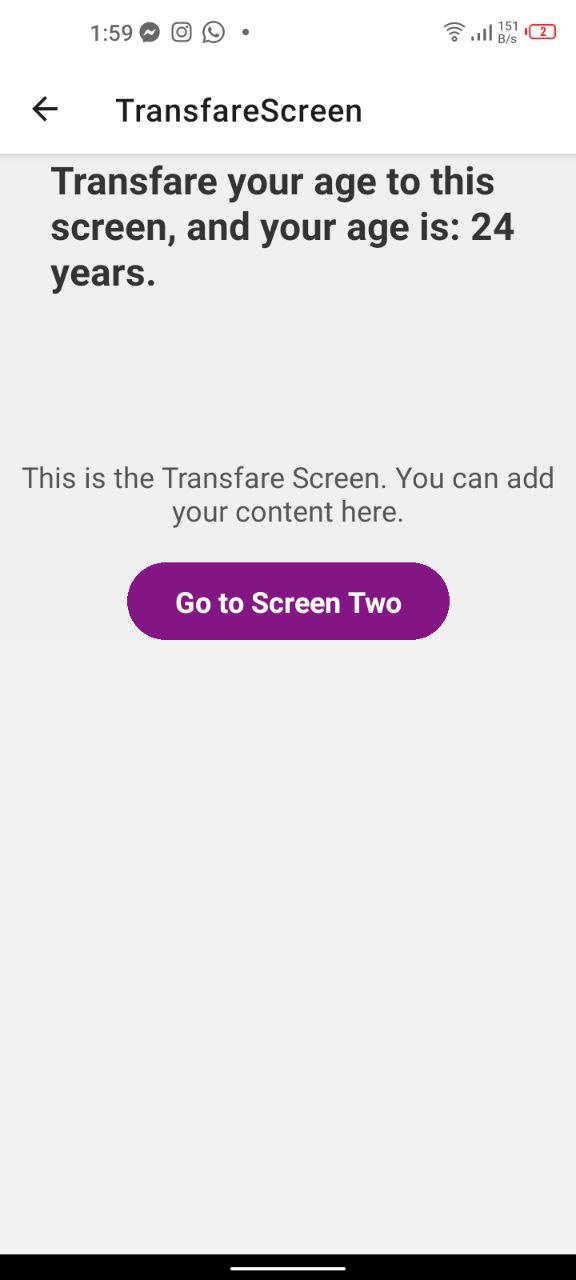 1:59
151
B/s
2
TransfareScreen
Transfare your age to this
screen, and your age is: 24
years.
This is the Transfare Screen. You can add
your content here.
Go to Screen Two